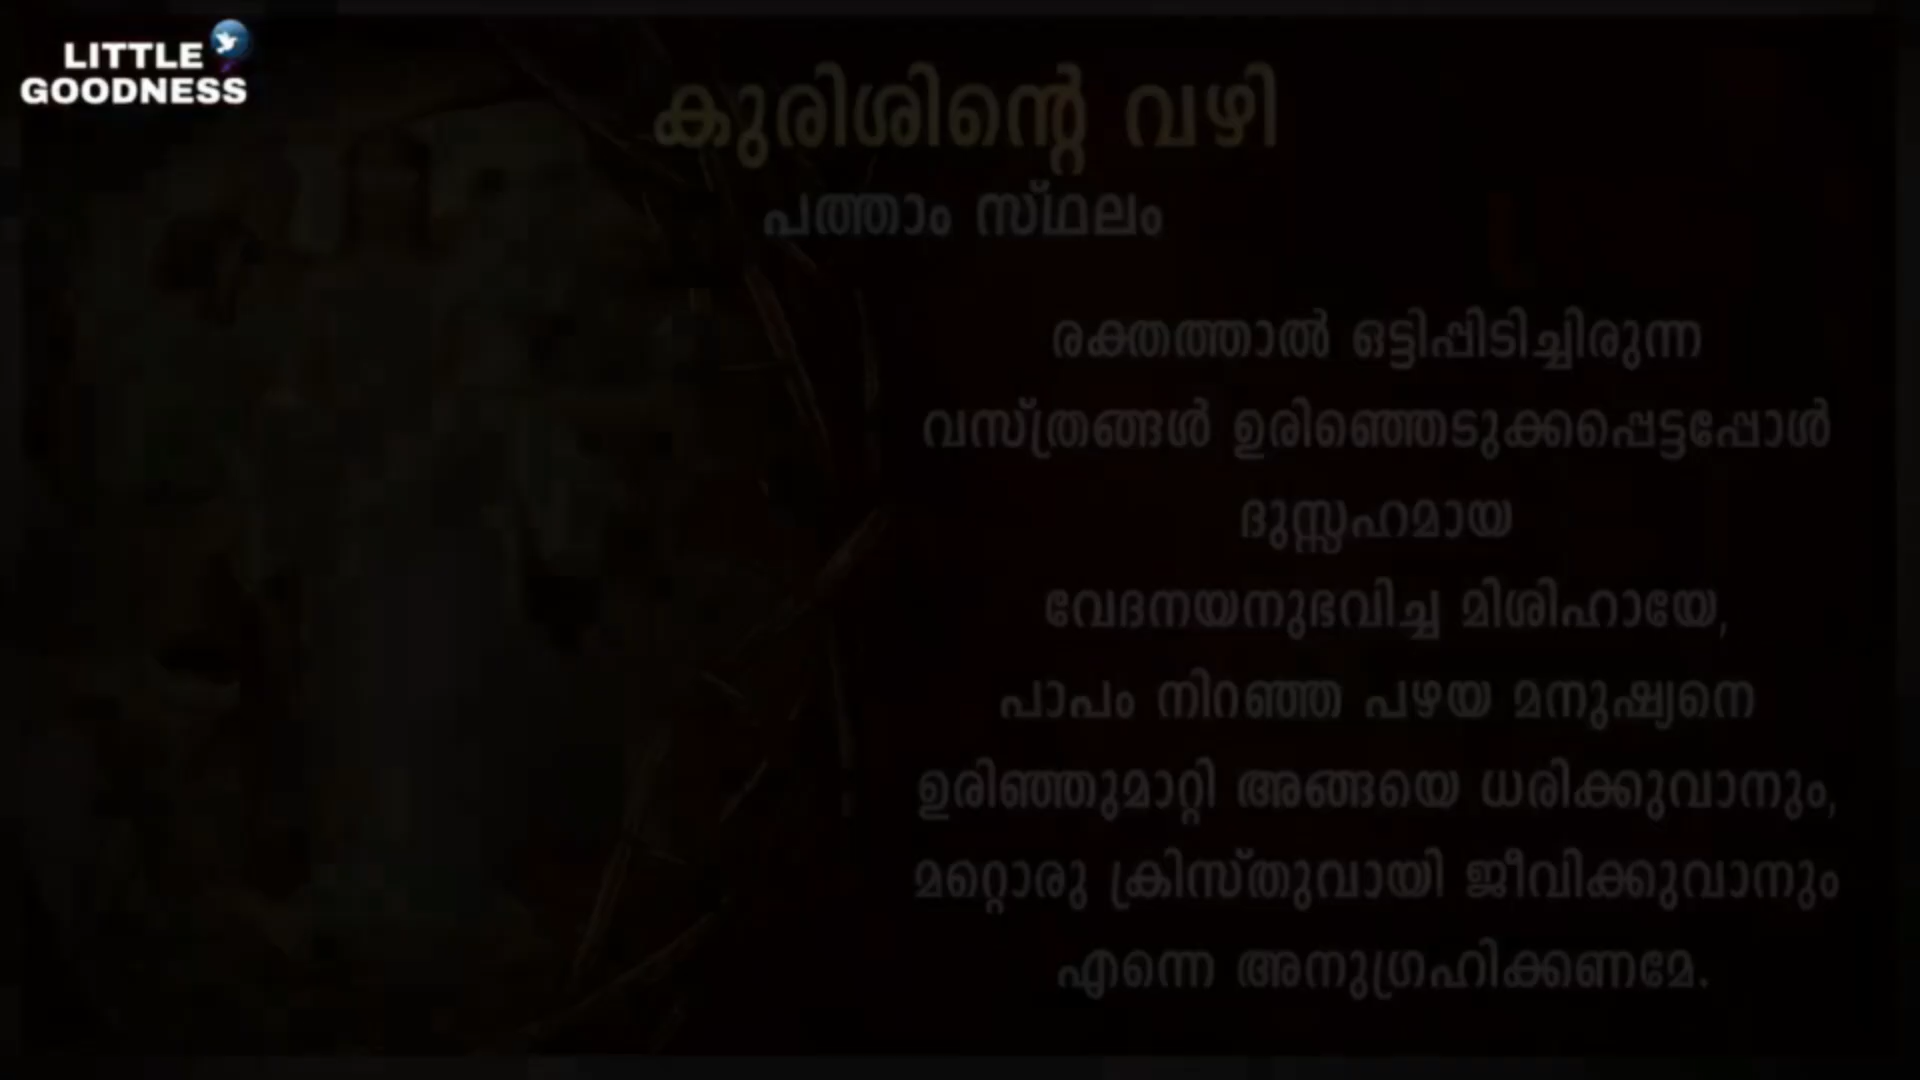 LITTLE
GOODNESS
കുരിശിന്റെ വഴി
പത്താം സ്ഥലം
രക്തത്താൽ ഒട്ടിപ്പിടിച്ചിരുന്ന
വസ്ത്രങ്ങൾ ഉരിഞ്ഞെടുക്കപ്പെട്ടപ്പോൾ
ദുസ്സഹമായ
വേദനയനുഭവിച്ച മിശിഹായേ,
പാപം നിറഞ്ഞ പഴയ മനുഷ്യനെ
ഉരിഞ്ഞുമാറ്റി അങ്ങയെ ധരിക്കുവാനും,
മറ്റൊരു ക്രിസ്തുവായി ജീവിക്കുവാനും
എന്നെ അനുഗ്രഹിക്കണമേ.